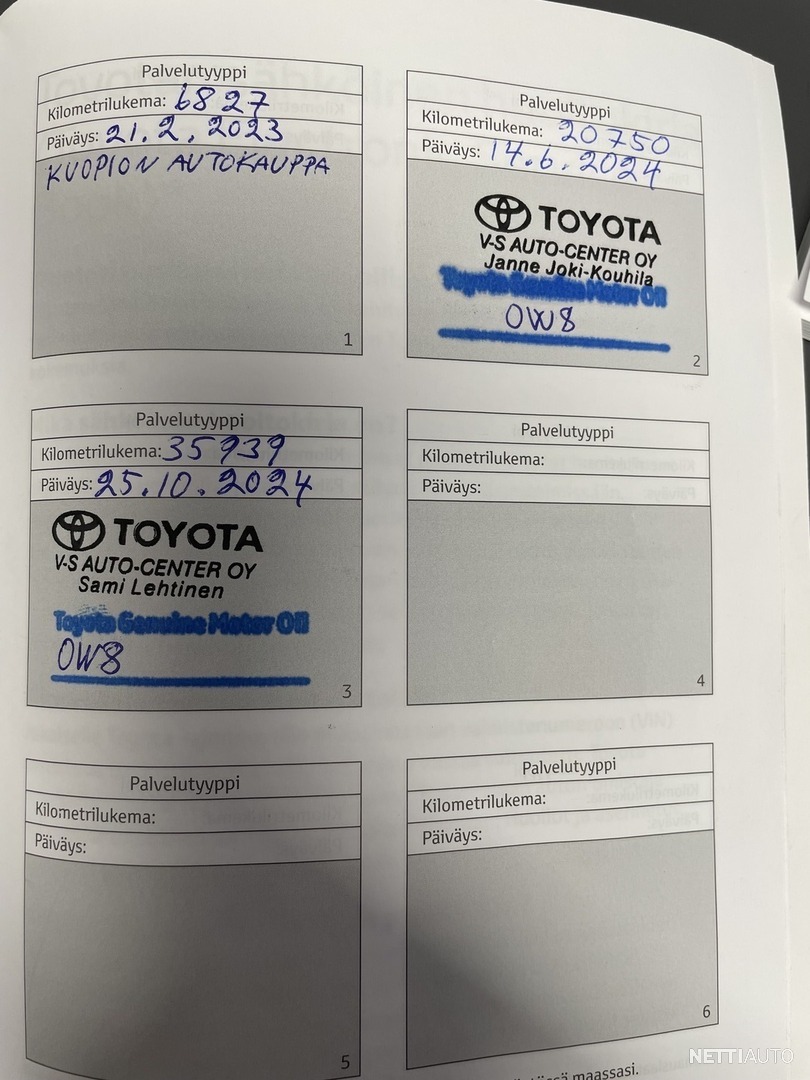 Palvelutyyppi
Kilometrilukema: 6827
Päiväys: 21.2.2023
KUOPION AUTOKAUPPA
1
Palvelutyyppi
Kilometrilukema: 20750
Päiväys: 14.6.2024
TOYOTA
V-S AUTO-CENTER OY
Janne Joki-Kouhila
Toyota Genuine Motor Oil
0W8
2
Palvelutyyppi
Kilometrilukema: 35939
Päiväys: 25.10.2024
TOYOTA
V-S AUTO-CENTER OY
Sami Lehtinen
Toyota Genuine Motor Oil
0W8
3
Palvelutyyppi
Kilometrilukema:
Päiväys:
4
Palvelutyyppi
Kilometrilukema:
Päiväys:
5
Palvelutyyppi
Kilometrilukema:
Päiväys:
6
maassasi.
NETTIAUTO